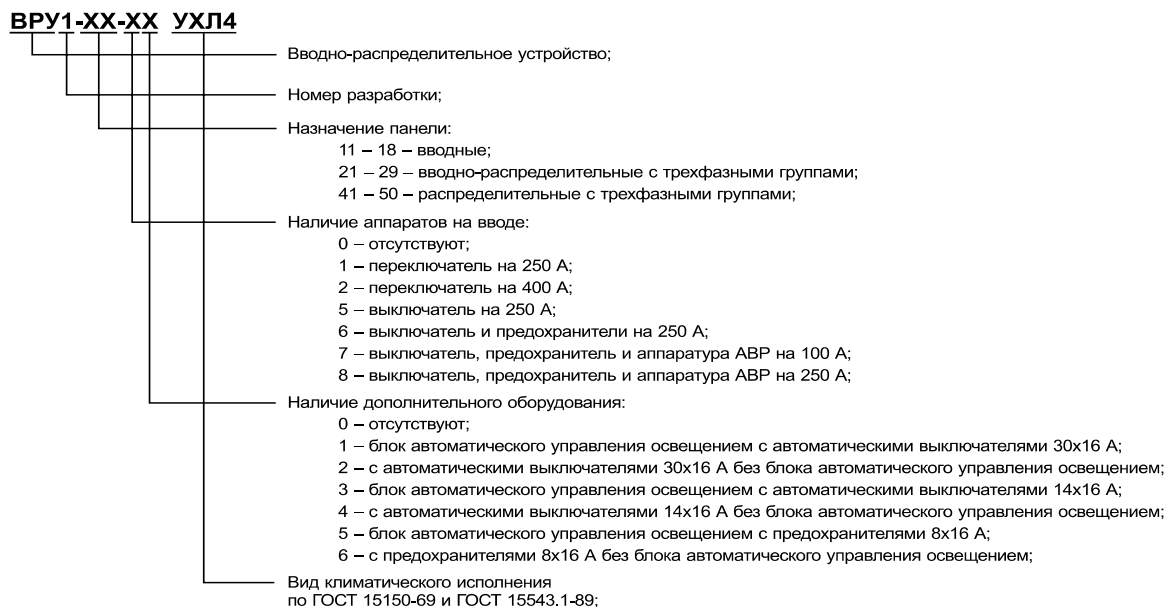 ВРУ1-ХХ-ХХ УХЛ4
Вводно-распределительное устройство;
Номер разработки;
Назначение панели:
11 – 18 – вводные;
21 – 29 – вводно-распределительные с трехфазными группами;
41 – 50 – распределительные с трехфазными группами;
Наличие аппаратов на вводе:
0 – отсутствуют;
1 – переключатель на 250 А;
2 – переключатель на 400 А;
5 – выключатель на 250 А;
6 – выключатель и предохранители на 250 А;
7 – выключатель, предохранитель и аппаратура АВР на 100 А;
8 – выключатель, предохранитель и аппаратура АВР на 250 А;
Наличие дополнительного оборудования:
0 – отсутствуют;
1 – блок автоматического управления освещением с автоматическими выключателями 30х16 А;
2 – с автоматическими выключателями 30х16 А без блока автоматического управления освещением;
3 – блок автоматического управления освещением с автоматическими выключателями 14х16 А;
4 – с автоматическими выключателями 14х16 А без блока автоматического управления освещением;
5 – блок автоматического управления освещением с предохранителями 8х16 А;
6 – с предохранителями 8х16 А без блока автоматического управления освещением;
Вид климатического исполнения
по ГОСТ 15150-69 и ГОСТ 15543.1-89;